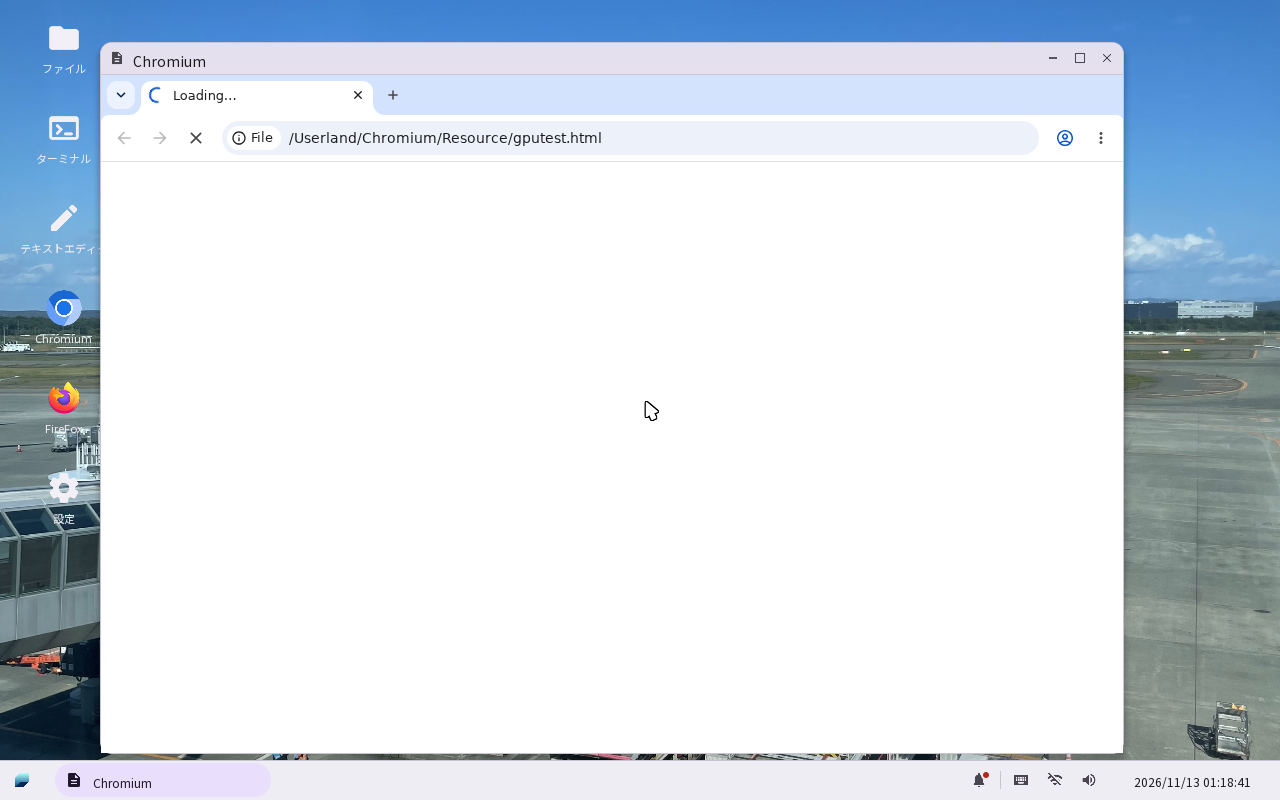 ファイル
ターミナル
テキストエディ
Chromium
FireFox
設定
Chromium
Loading…
File
/Userland/Chromium/Resource/gputest.html
Chromium
2026/11/13 01:18:41